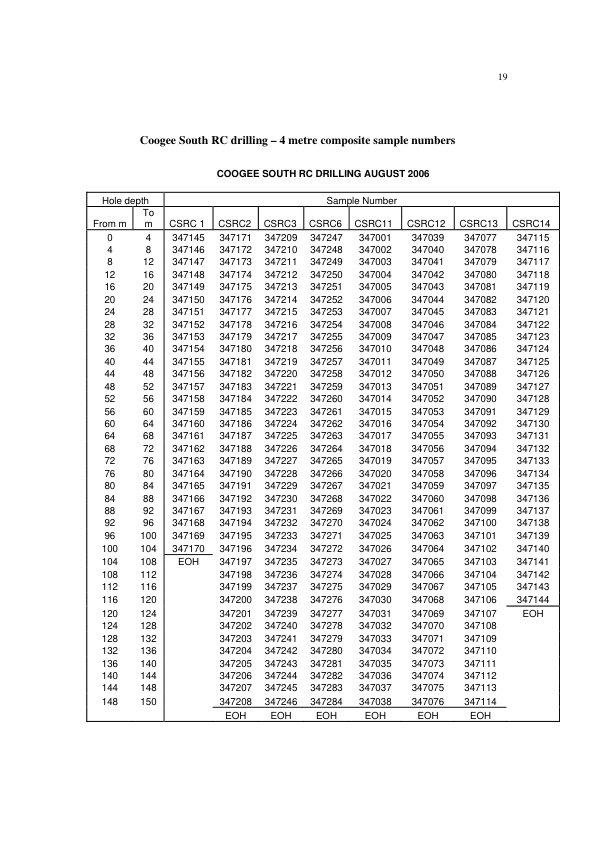 19
Coogee South RC drilling – 4 metre composite sample numbers
COOGEE SOUTH RC DRILLING AUGUST 2006
Hole depth Sample Number
From m To m CSRC 1 CSRC2 CSRC3 CSRC6 CSRC11 CSRC12 CSRC13 CSRC14
0 4 347145 347171 347209 347247 347001 347039 347077 347115
4 8 347146 347172 347210 347248 347002 347040 347078 347116
8 12 347147 347173 347211 347249 347003 347041 347079 347117
12 16 347148 347174 347212 347250 347004 347042 347080 347118
16 20 347149 347175 347213 347251 347005 347043 347081 347119
20 24 347150 347176 347214 347252 347006 347044 347082 347120
24 28 347151 347177 347215 347253 347007 347045 347083 347121
28 32 347152 347178 347216 347254 347008 347046 347084 347122
32 36 347153 347179 347217 347255 347009 347047 347085 347123
36 40 347154 347180 347218 347256 347010 347048 347086 347124
40 44 347155 347181 347219 347257 347011 347049 347087 347125
44 48 347156 347182 347220 347258 347012 347050 347088 347126
48 52 347157 347183 347221 347259 347013 347051 347089 347127
52 56 347158 347184 347222 347260 347014 347052 347090 347128
56 60 347159 347185 347223 347261 347015 347053 347091 347129
60 64 347160 347186 347224 347262 347016 347054 347092 347130
64 68 347161 347187 347225 347263 347017 347055 347093 347131
68 72 347162 347188 347226 347264 347018 347056 347094 347132
72 76 347163 347189 347227 347265 347019 347057 347095 347133
76 80 347164 347190 347228 347266 347020 347058 347096 347134
80 84 347165 347191 347229 347267 347021 347059 347097 347135
84 88 347166 347192 347230 347268 347022 347060 347098 347136
88 92 347167 347193 347231 347269 347023 347061 347099 347137
92 96 347168 347194 347232 347270 347024 347062 347100 347138
96 100 347169 347195 347233 347271 347025 347063 347101 347139
100 104 347170 347196 347234 347272 347026 347064 347102 347140
104 108 EOH 347197 347235 347273 347027 347065 347103 347141
108 112 347198 347236 347274 347028 347066 347104 347142
112 116 347199 347237 347275 347029 347067 347105 347143
116 120 347200 347238 347276 347030 347068 347106 347144
120 124 347201 347239 347277 347031 347069 347107 EOH
124 128 347202 347240 347278 347032 347070 347108
128 132 347203 347241 347279 347033 347071 347109
132 136 347204 347242 347280 347034 347072 347110
136 140 347205 347243 347281 347035 347073 347111
140 144 347206 347244 347282 347036 347074 347112
144 148 347207 347245 347283 347037 347075 347113
148 150 347208 347246 347284 347038 347076 347114
EOH EOH EOH EOH EOH EOH